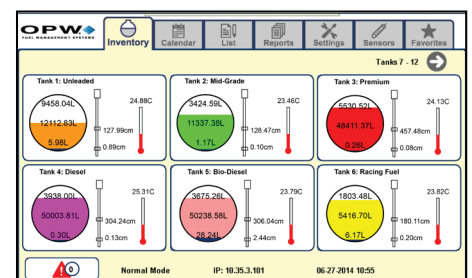 OPW
FUEL MANAGEMENT SYSTEMS
Inventory
Calendar
List
Reports
Settings
Sensors
Favorites
Tanks 7 - 12
Tank 1: Unleaded
9458.04L
12112.83L
5.98L
24.88C
127.99cm
0.89cm
Tank 2: Mid-Grade
3424.59L
11337.38L
1.17L
23.46C
128.47cm
0.10cm
Tank 3: Premium
5530.52L
48411.37L
0.26L
24.13C
457.48cm
0.08cm
Tank 4: Diesel
3938.00L
50003.81L
0.30L
25.31C
304.24cm
0.13cm
Tank 5: Bio-Diesel
3675.26L
50238.58L
28.24L
23.79C
306.04cm
2.44cm
Tank 6: Racing Fuel
1803.48L
5416.70L
6.17L
23.82C
180.11cm
0.20cm
0
Normal Mode
IP: 10.35.3.101
06-27-2014 10:55